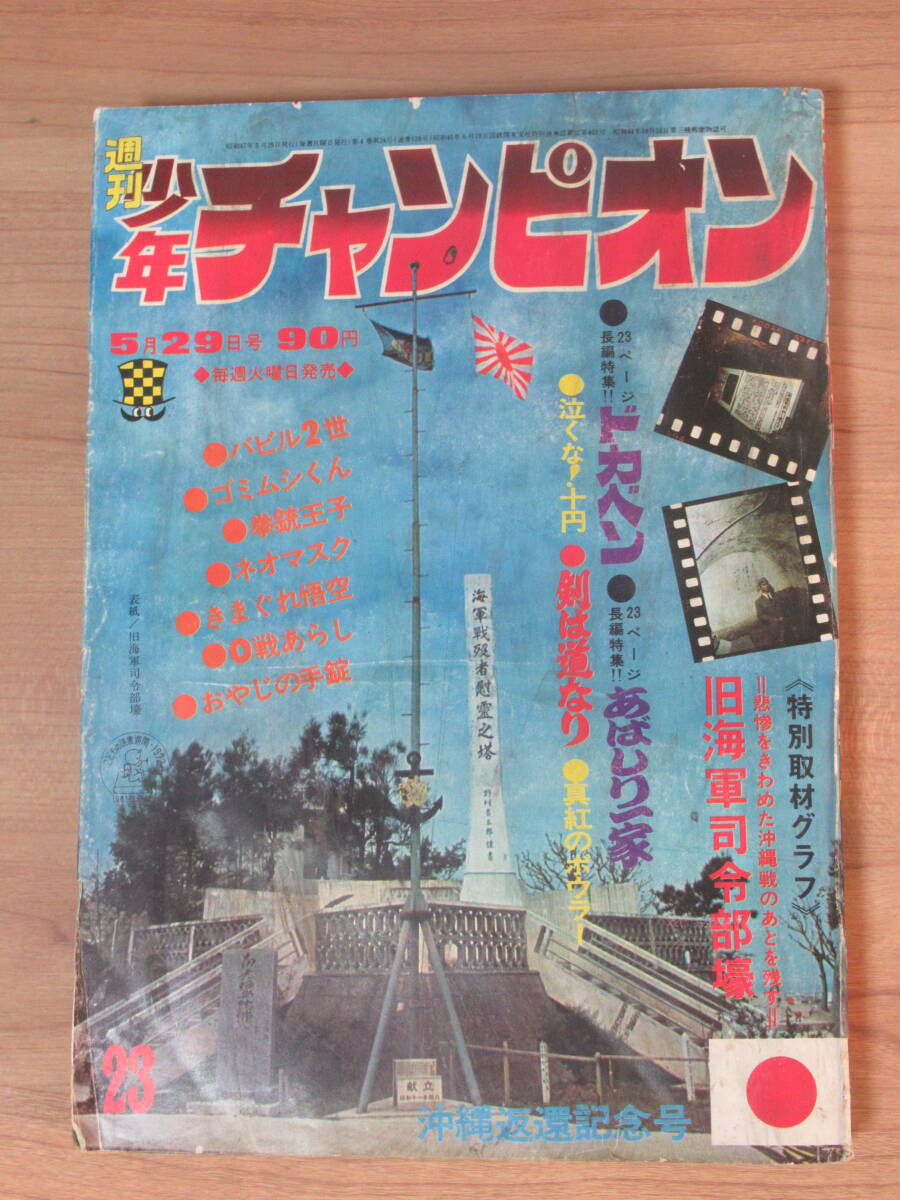 週刊
少年
チャンピオン
5月29日号 90円
◆毎週火曜日発売◆
●バビル2世
●ゴミムシくん
●拳銃王子
●ネオマスク
●きまぐれ悟空
●0戦あらし
●おやじの手錠
●23ページ
長編特集!!
ドカベン
●23ページ
長編特集!!
あばしり一家
●泣くな!十円
●剣は道なり
●真紅のボウラー
《特別取材グラフ》
=悲惨をきわめた沖縄戦のあとを残す=
旧海軍司令部壕
表紙/旧海軍司令部壕
海軍戦歿者慰霊之塔
献立
23
沖縄返還記念号